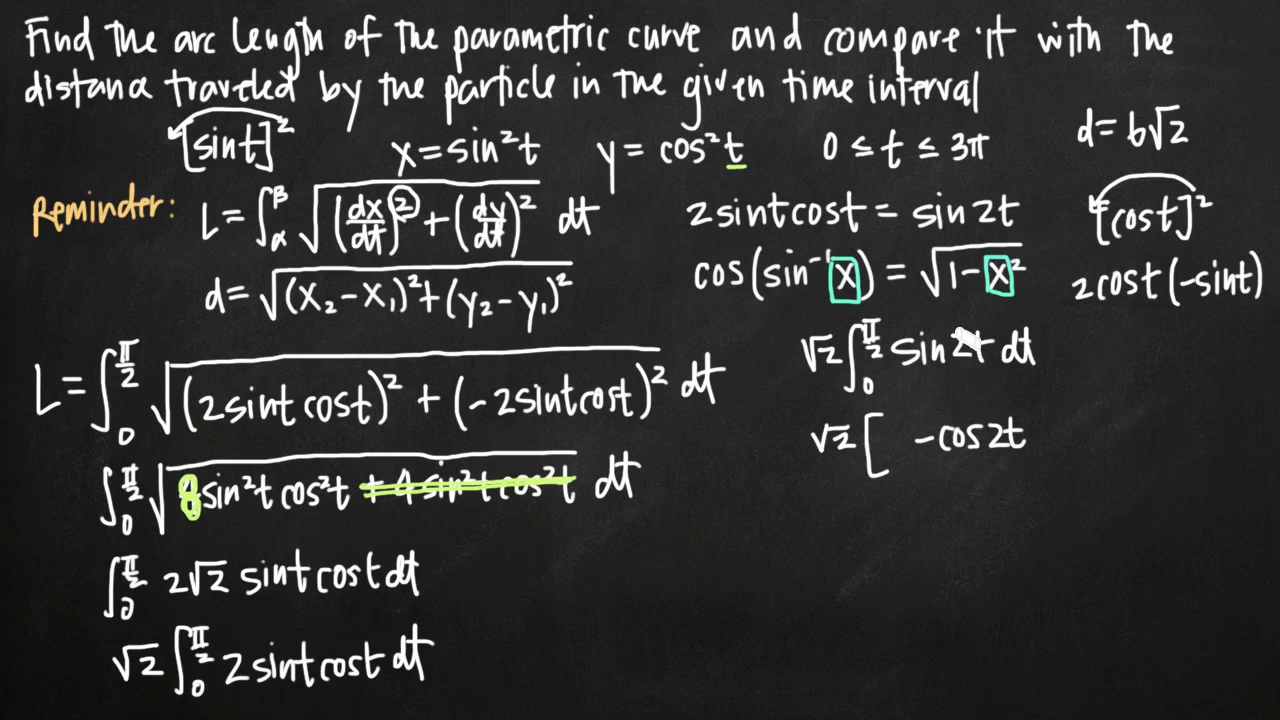 Find the arc length of the parametric curve and compare it with the
distance traveled by the particle in the given time interval
[sint]² x = sin²t y = cos²t 0 ≤ t ≤ 3π d = 6√2
Reminder: L = ∫_α^β √((dx/dt)² + (dy/dt)²) dt 2sintcost = sin2t [cost]²
d = √((x₂ - x₁)² + (y₂ - y₁)²) cos(sin⁻¹x) = √(1 - x²) 2cost(-sint)
L = ∫_0^(π/2) √((2sintcost)² + (-2sintcost)²) dt √2 ∫_0^(π/2) sin2t dt
√2 [ -cos2t
∫_0^(π/2) √(8sin²t cos²t + 4sin²t cos²t) dt
∫_0^(π/2) 2√2 sintcost dt
√2 ∫_0^(π/2) 2sintcost dt